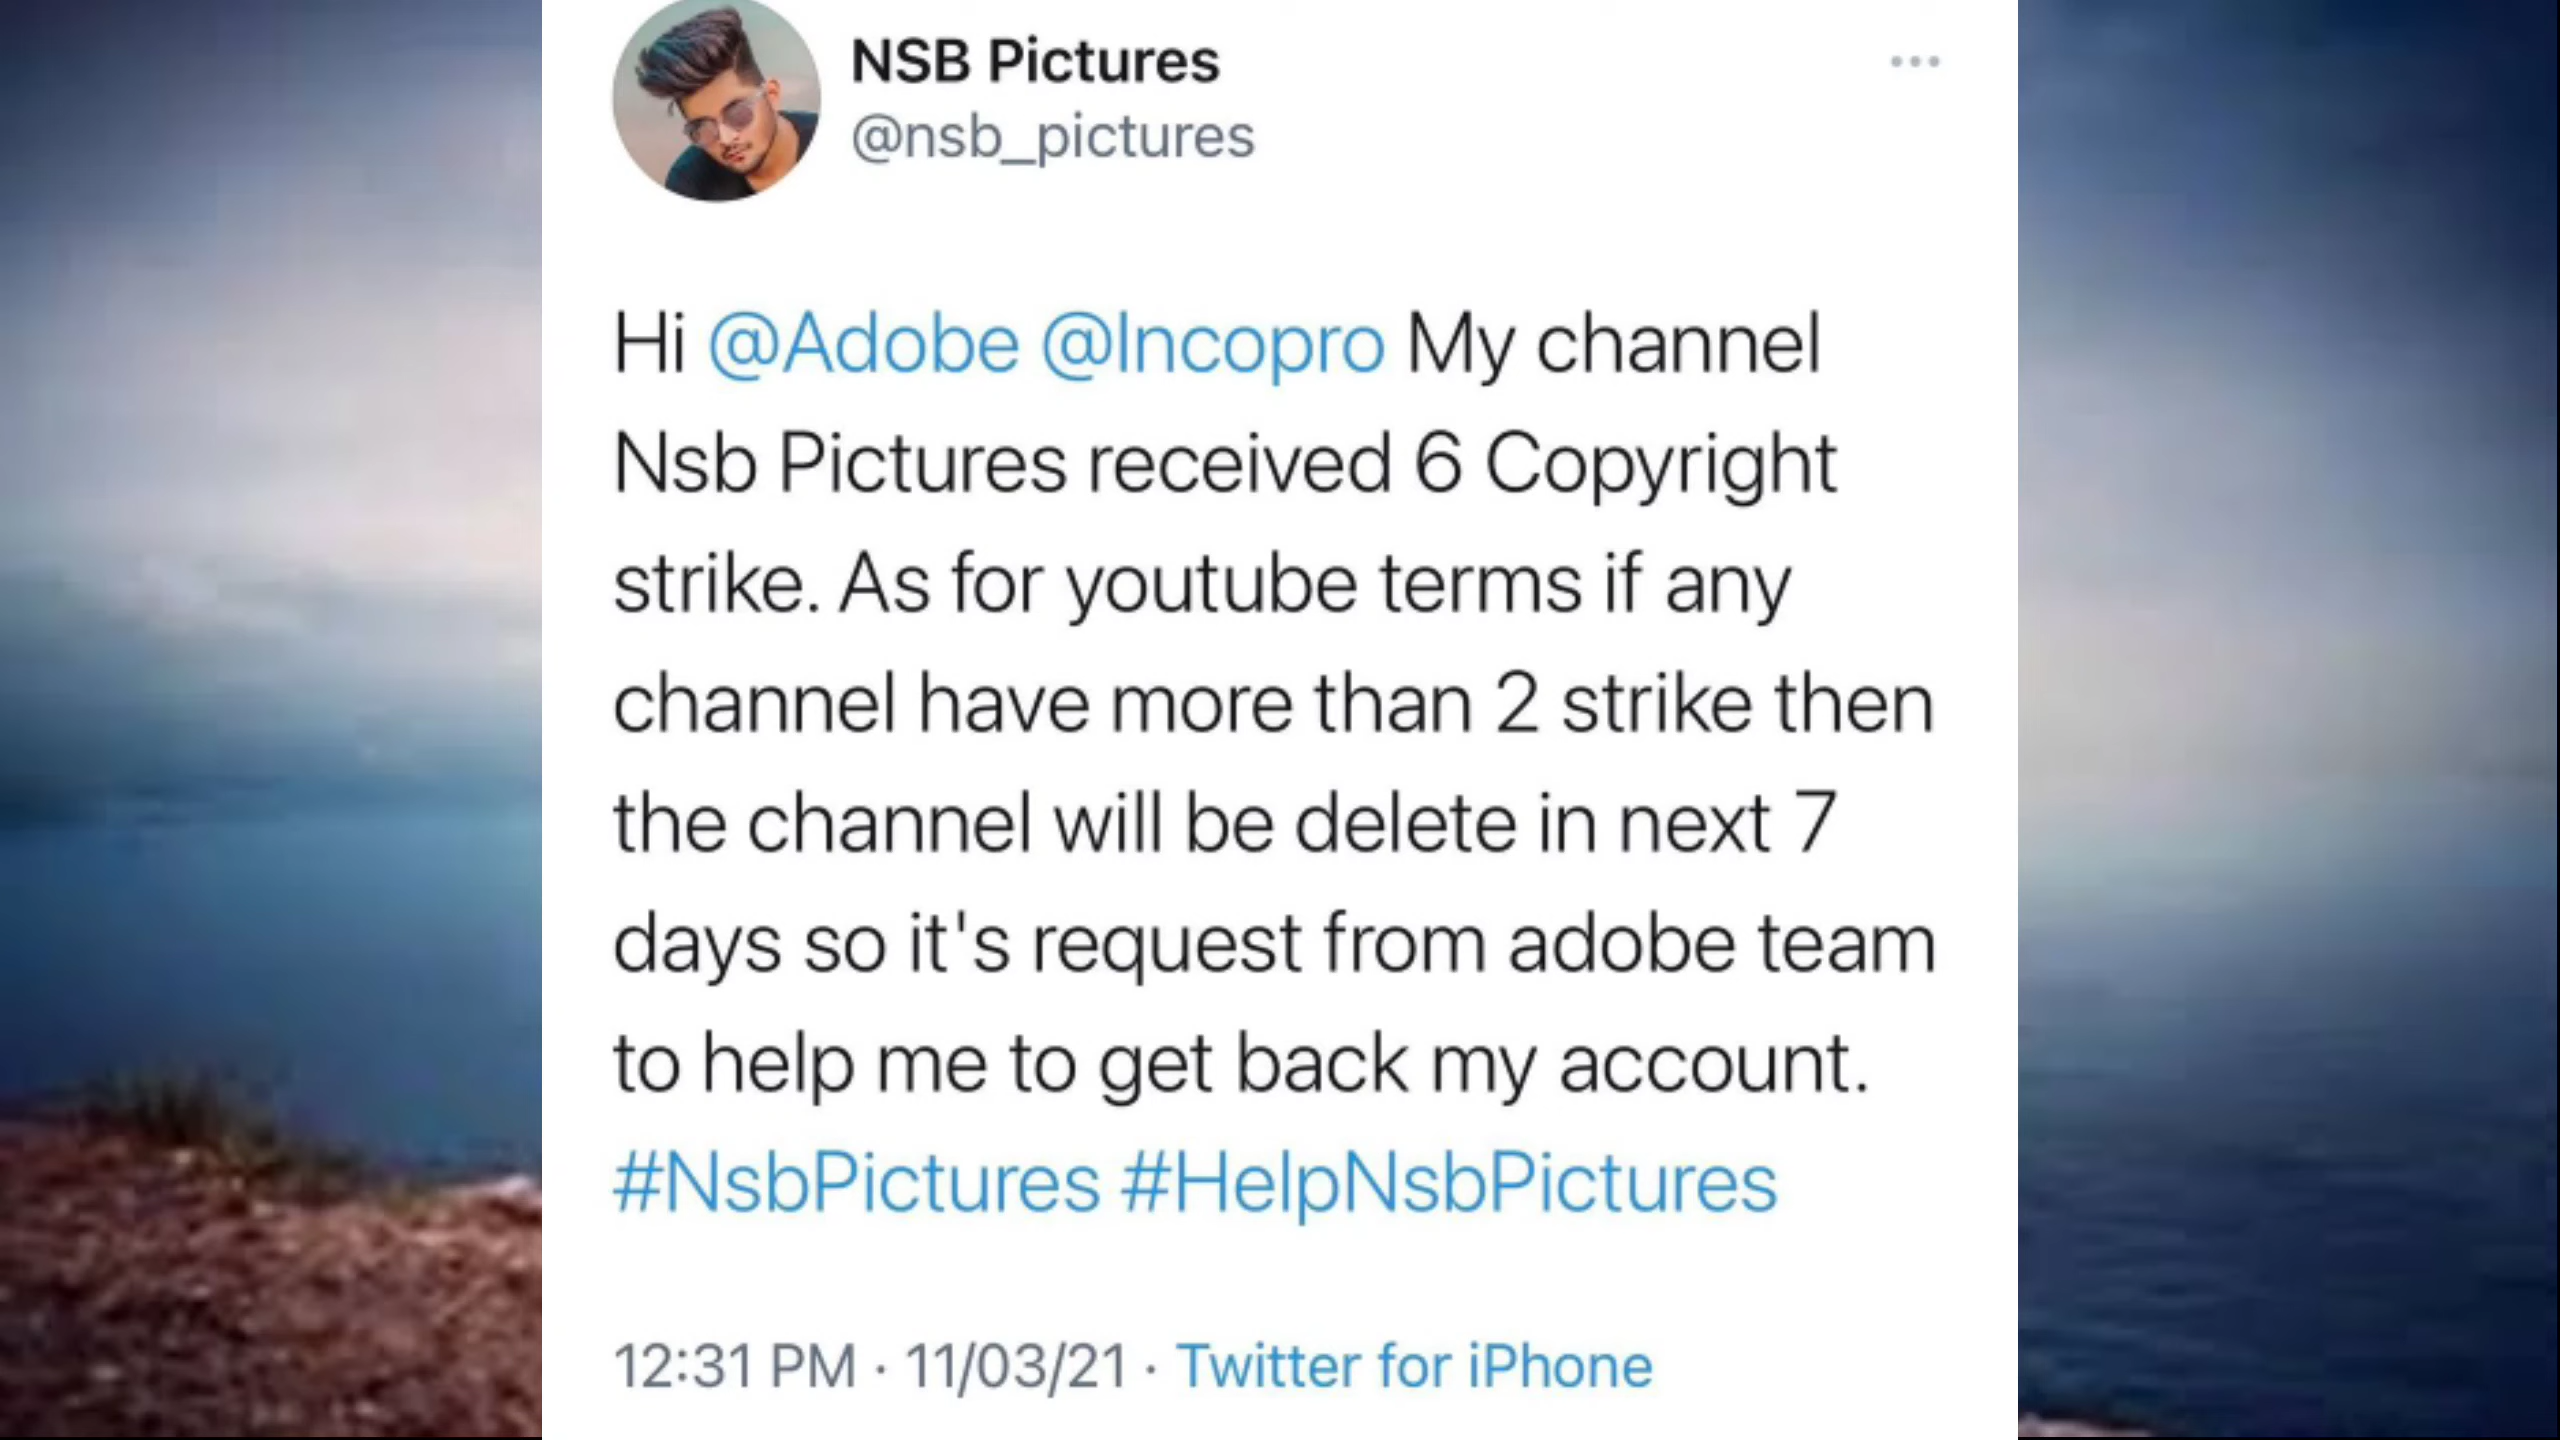 NSB Pictures
@nsb_pictures
Hi @Adobe @Incopro My channel
Nsb Pictures received 6 Copyright
strike. As for youtube terms if any
channel have more than 2 strike then
the channel will be delete in next 7
days so it's request from adobe team
to help me to get back my account.
#NsbPictures #HelpNsbPictures
12:31 PM · 11/03/21 · Twitter for iPhone